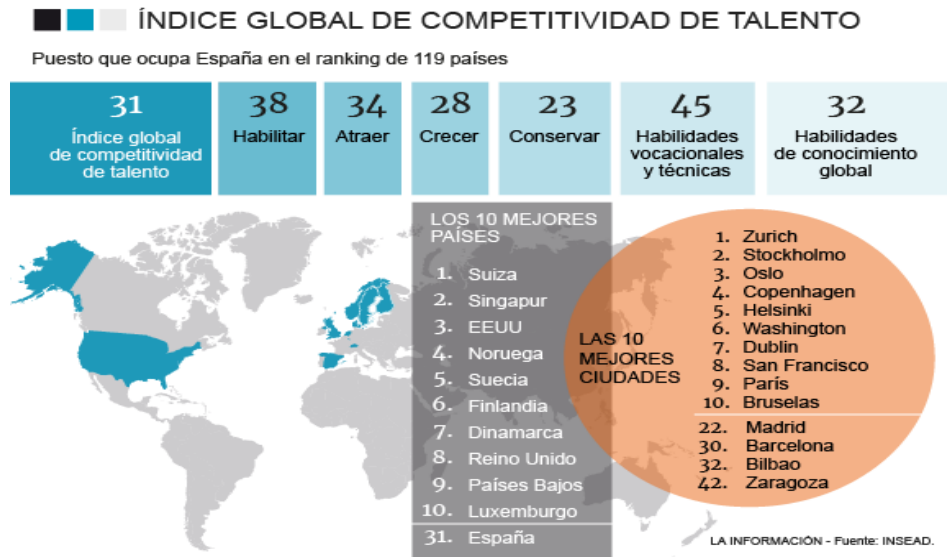 ÍNDICE GLOBAL DE COMPETITIVIDAD DE TALENTO
Puesto que ocupa España en el ranking de 119 países
31
Índice global
de competitividad
de talento
38
Habilitar
34
Atraer
28
Crecer
23
Conservar
45
Habilidades
vocacionales
y técnicas
32
Habilidades
de conocimiento
global
LOS 10 MEJORES
PAÍSES
1. Suiza
2. Singapur
3. EEUU
4. Noruega
5. Suecia
6. Finlandia
7. Dinamarca
8. Reino Unido
9. Países Bajos
10. Luxemburgo
31. España
LAS 10
MEJORES
CIUDADES
1. Zurich
2. Stockholmo
3. Oslo
4. Copenhagen
5. Helsinki
6. Washington
7. Dublin
8. San Francisco
9. París
10. Bruselas
22. Madrid
30. Barcelona
32. Bilbao
42. Zaragoza
LA INFORMACIÓN - Fuente: INSEAD.